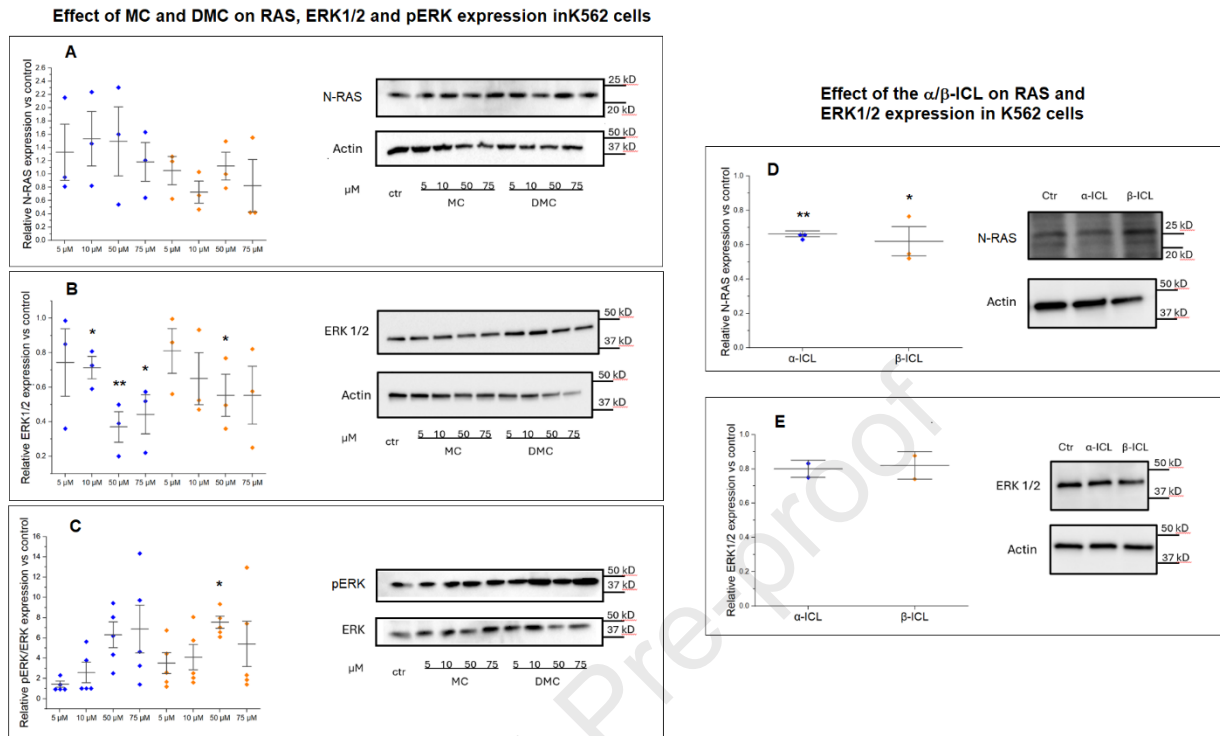 Effect of MC and DMC on RAS, ERK1/2 and pERK expression inK562 cells
A
Relative N-RAS expression vs control
2.6
2.4
2.2
2.0
1.8
1.6
1.4
1.2
1.0
0.8
0.6
0.4
0.2
0.0
5 µM 10 µM 50 µM 75 µM 5 µM 10 µM 50 µM 75 µM
N-RAS
25 kD
20 kD
Actin
50 kD
37 kD
µM ctr 5 10 50 75 5 10 50 75
MC DMC
B
Relative ERK1/2 expression vs control
1.0
0.8
0.6
0.4
0.2
* ** * *
5 µM 10 µM 50 µM 75 µM 5 µM 10 µM 50 µM 75 µM
ERK 1/2
50 kD
37 kD
Actin
50 kD
37 kD
µM ctr 5 10 50 75 5 10 50 75
MC DMC
C
Relative pERK/ERK expression vs control
16
14
12
10
8
6
4
2
0
*
5 µM 10 µM 50 µM 75 µM 5 µM 10 µM 50 µM 75 µM
pERK
50 kD
37 kD
ERK
50 kD
37 kD
µM ctr 5 10 50 75 5 10 50 75
MC DMC
Effect of the α/β-ICL on RAS and
ERK1/2 expression in K562 cells
D
Relative N-RAS expression vs control
1.0
0.8
0.6
0.4
0.2
0.0
** *
α-ICL β-ICL
Ctr α-ICL β-ICL
N-RAS
25 kD
20 kD
Actin
50 kD
37 kD
E
Relative ERK1/2 expression vs control
1.0
0.8
0.6
0.4
0.2
0.0
α-ICL β-ICL
Ctr α-ICL β-ICL
ERK 1/2
50 kD
37 kD
Actin
50 kD
37 kD
Pre-proof